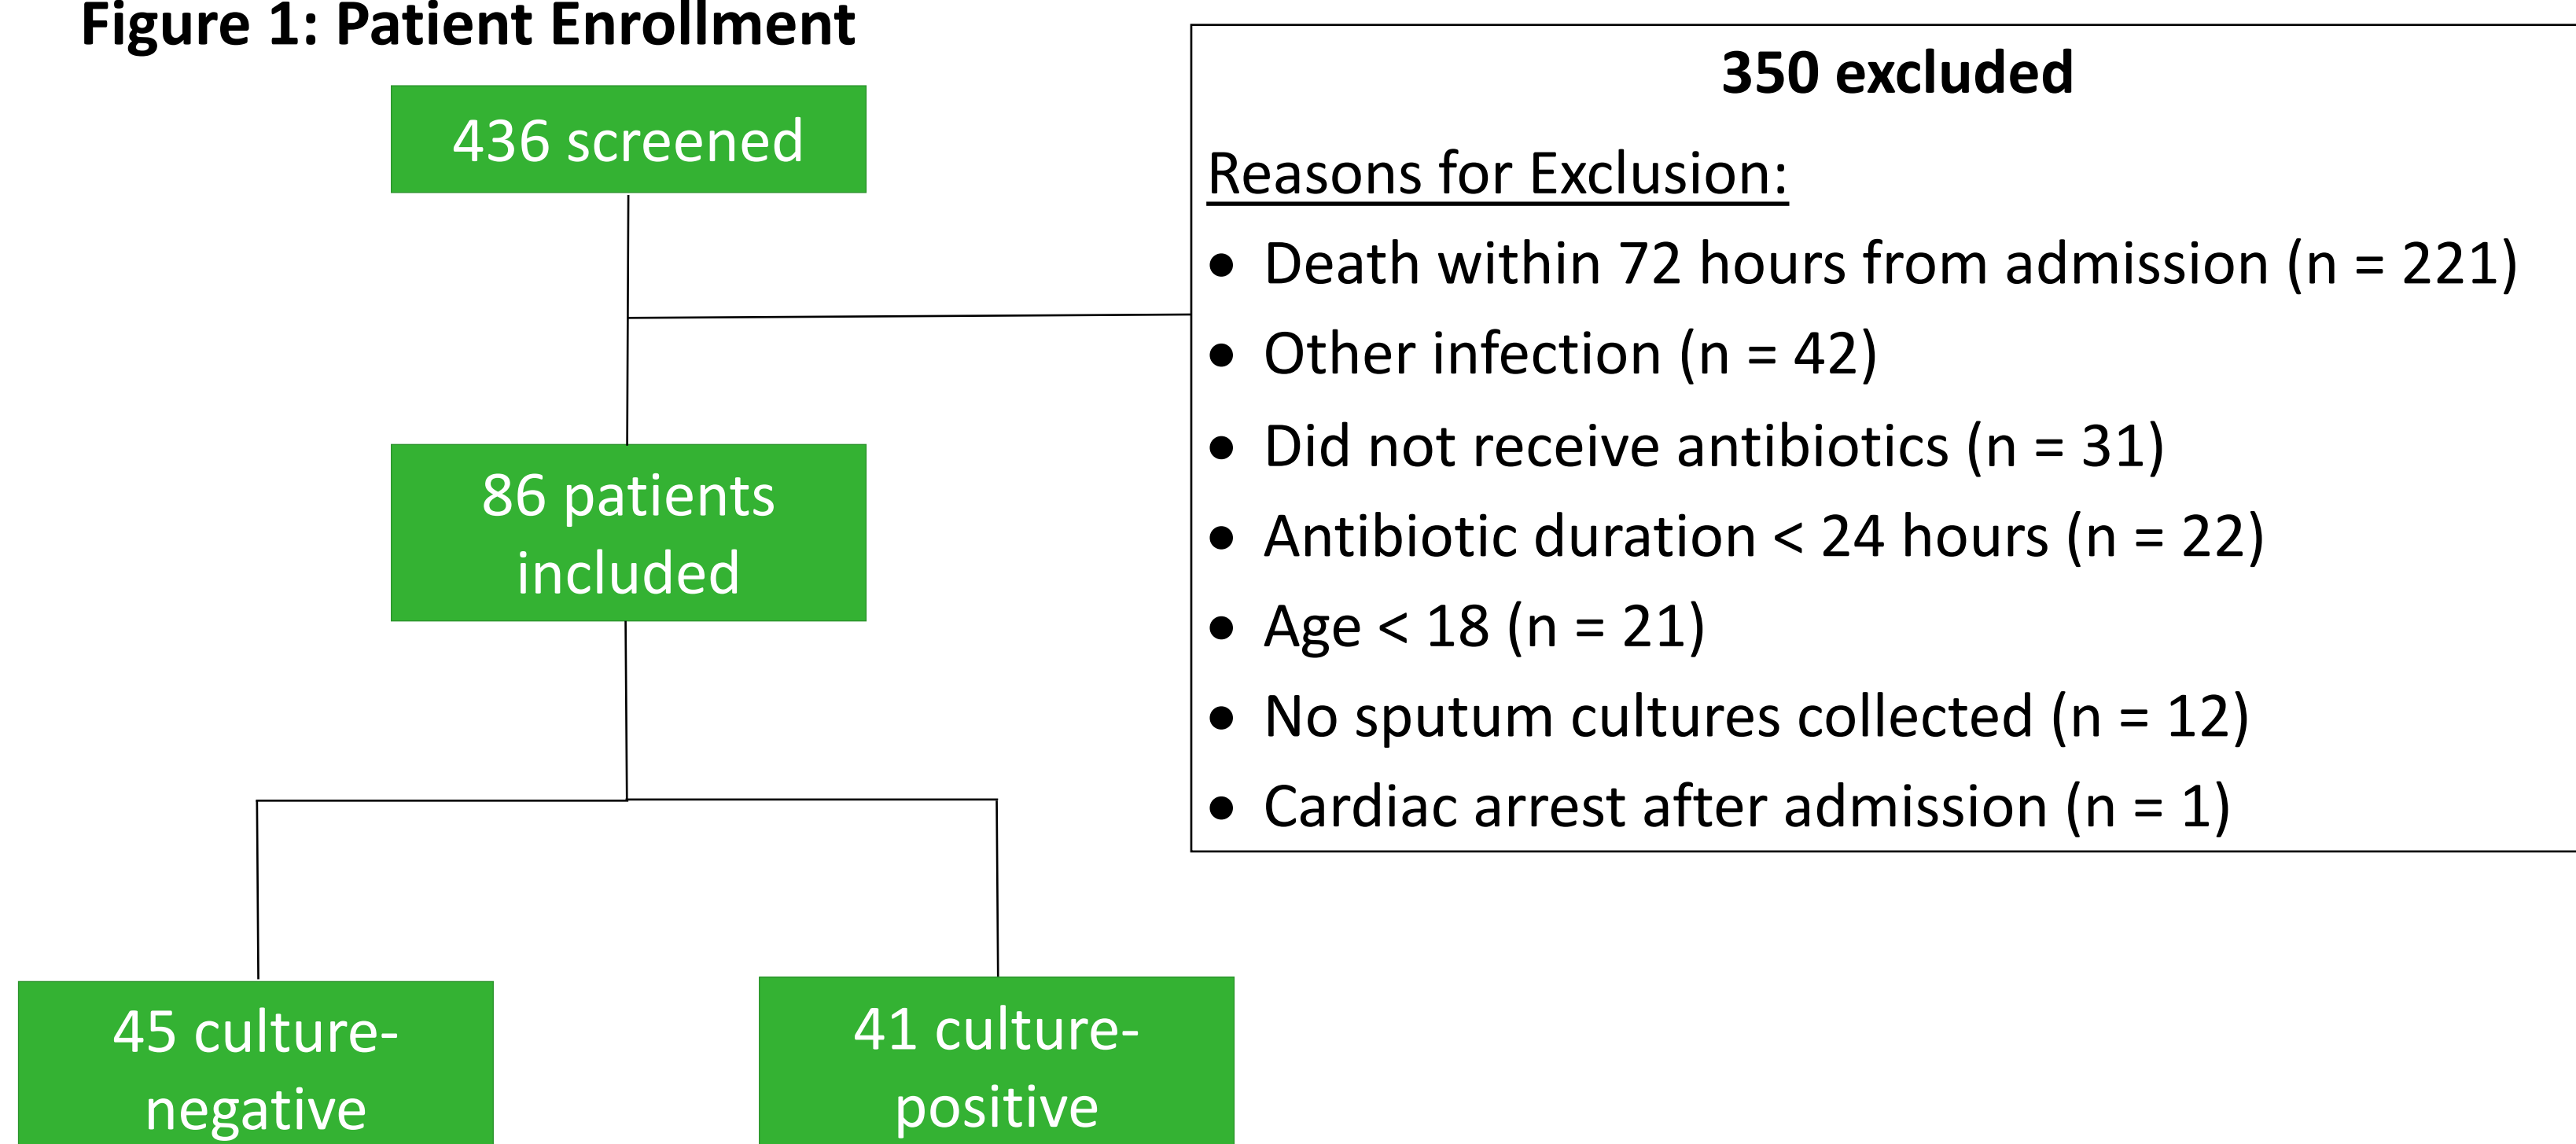 Figure 1: Patient Enrollment
436 screened
350 excluded
Reasons for Exclusion:
• Death within 72 hours from admission (n = 221)
• Other infection (n = 42)
• Did not receive antibiotics (n = 31)
• Antibiotic duration < 24 hours (n = 22)
• Age < 18 (n = 21)
• No sputum cultures collected (n = 12)
• Cardiac arrest after admission (n = 1)
86 patients
included
45 culture-
negative
41 culture-
positive